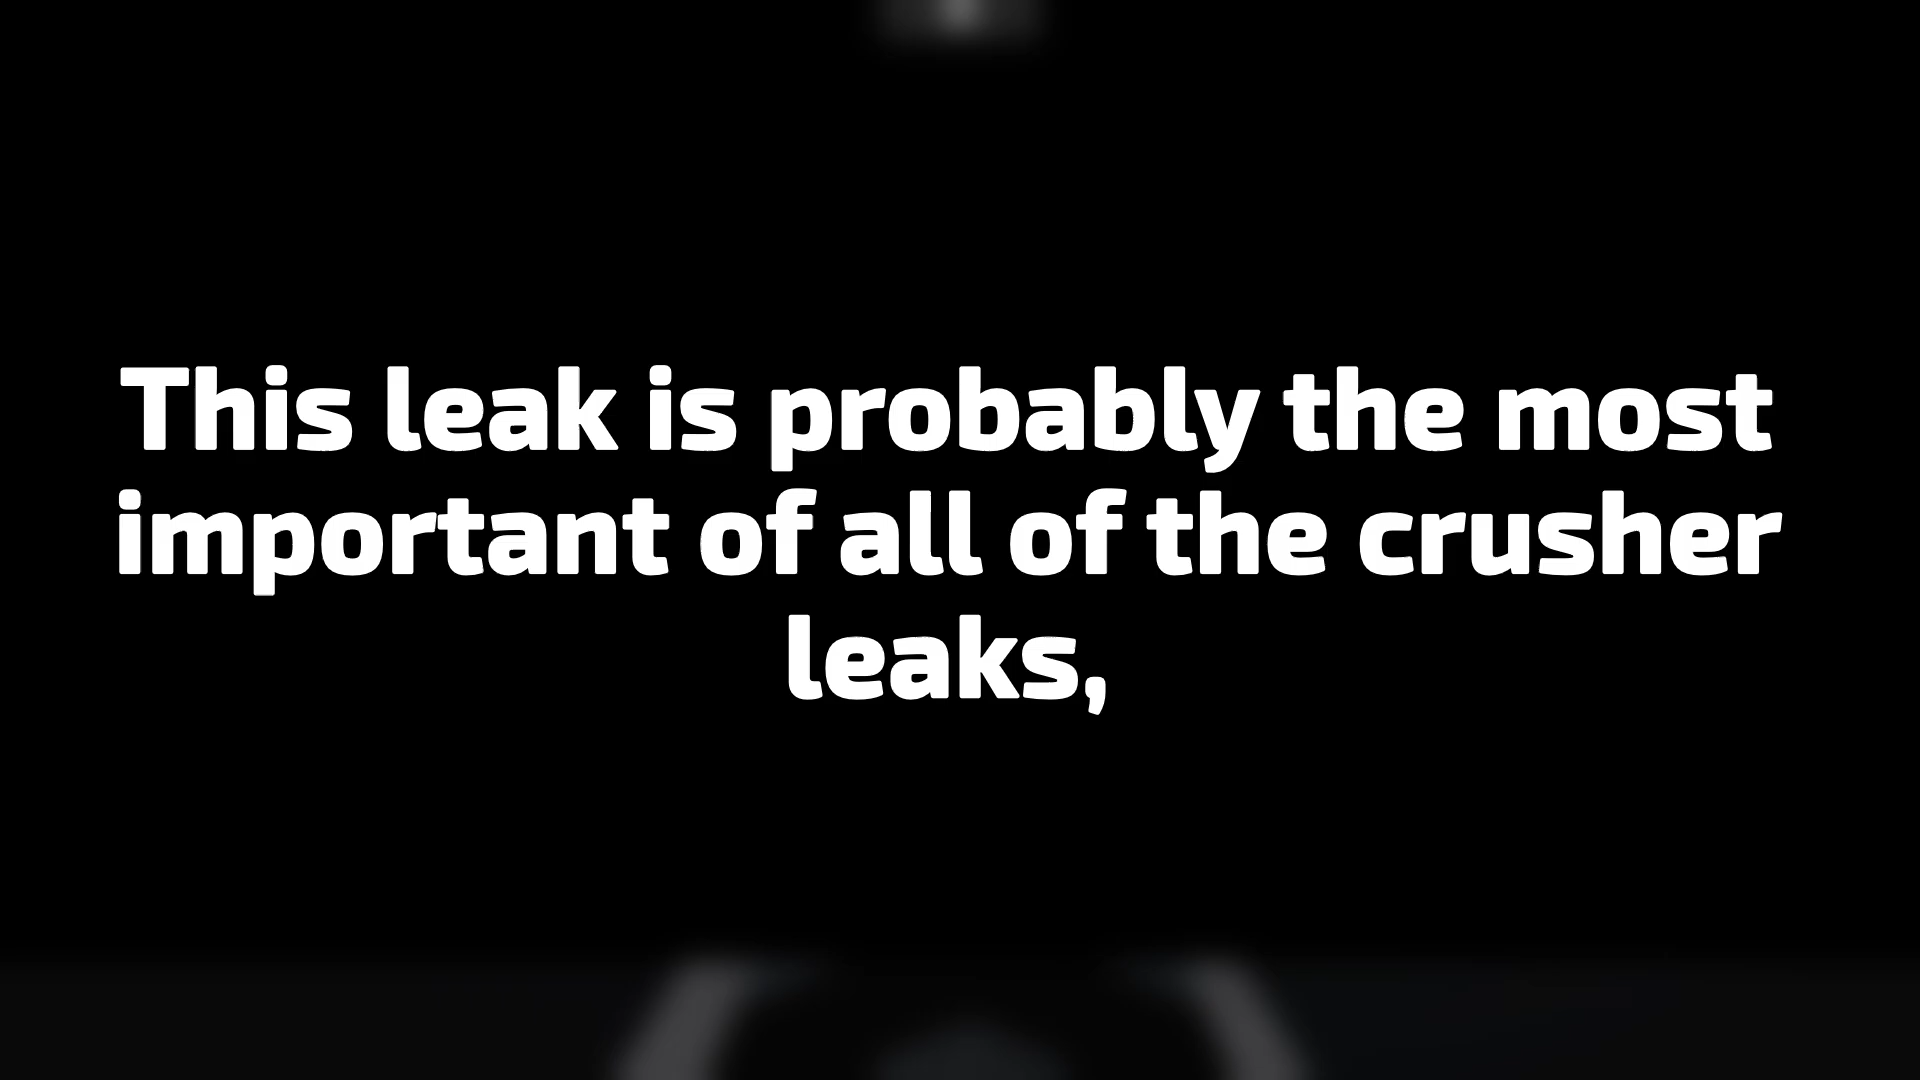 This leak is probably the most
important of all of the crusher
leaks,